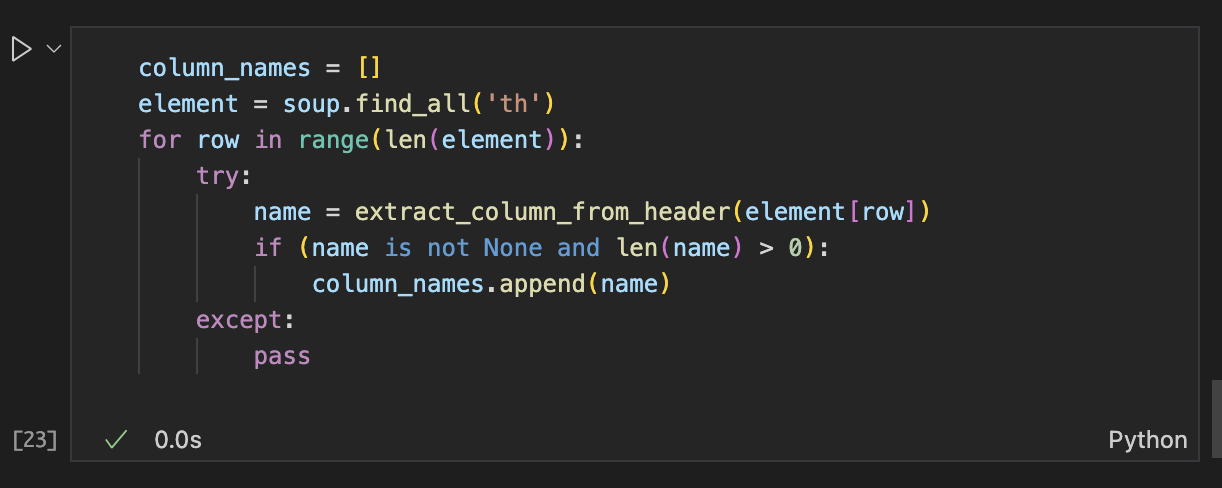 column_names = []
element = soup.find_all('th')
for row in range(len(element)):
    try:
        name = extract_column_from_header(element[row])
        if (name is not None and len(name) > 0):
            column_names.append(name)
    except:
        pass
[23] 0.0s Python